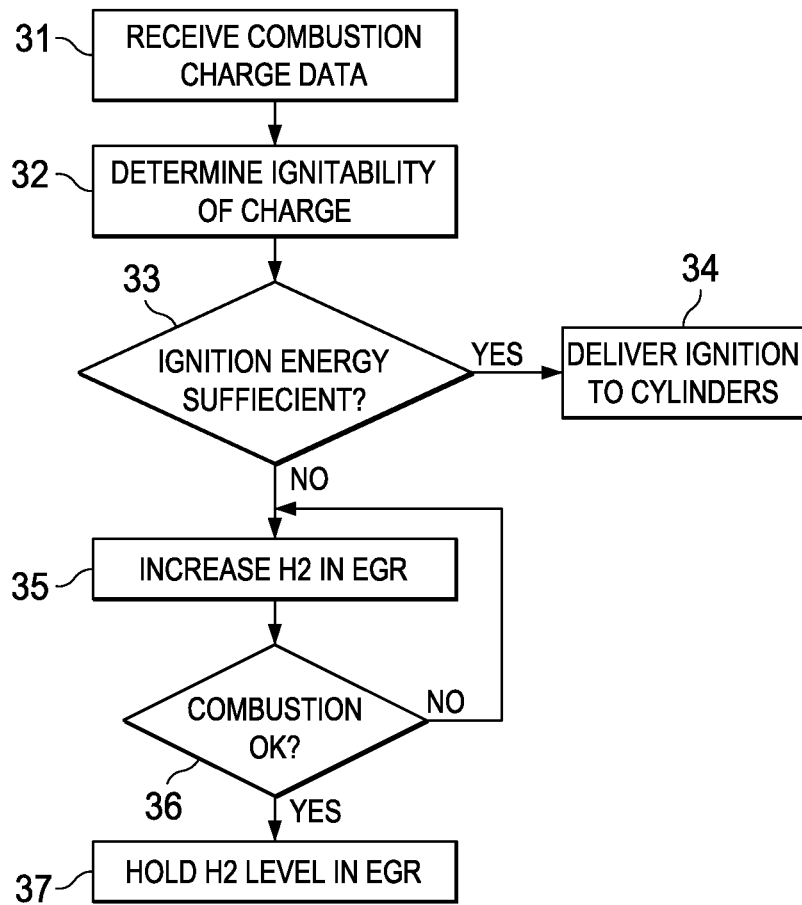 31
RECEIVE COMBUSTION
CHARGE DATA
32
DETERMINE IGNITABILITY
OF CHARGE
33
IGNITION ENERGY
SUFFIECIENT?
YES
34
DELIVER IGNITION
TO CYLINDERS
NO
35
INCREASE H2 IN EGR
COMBUSTION
OK?
NO
36
YES
37
HOLD H2 LEVEL IN EGR